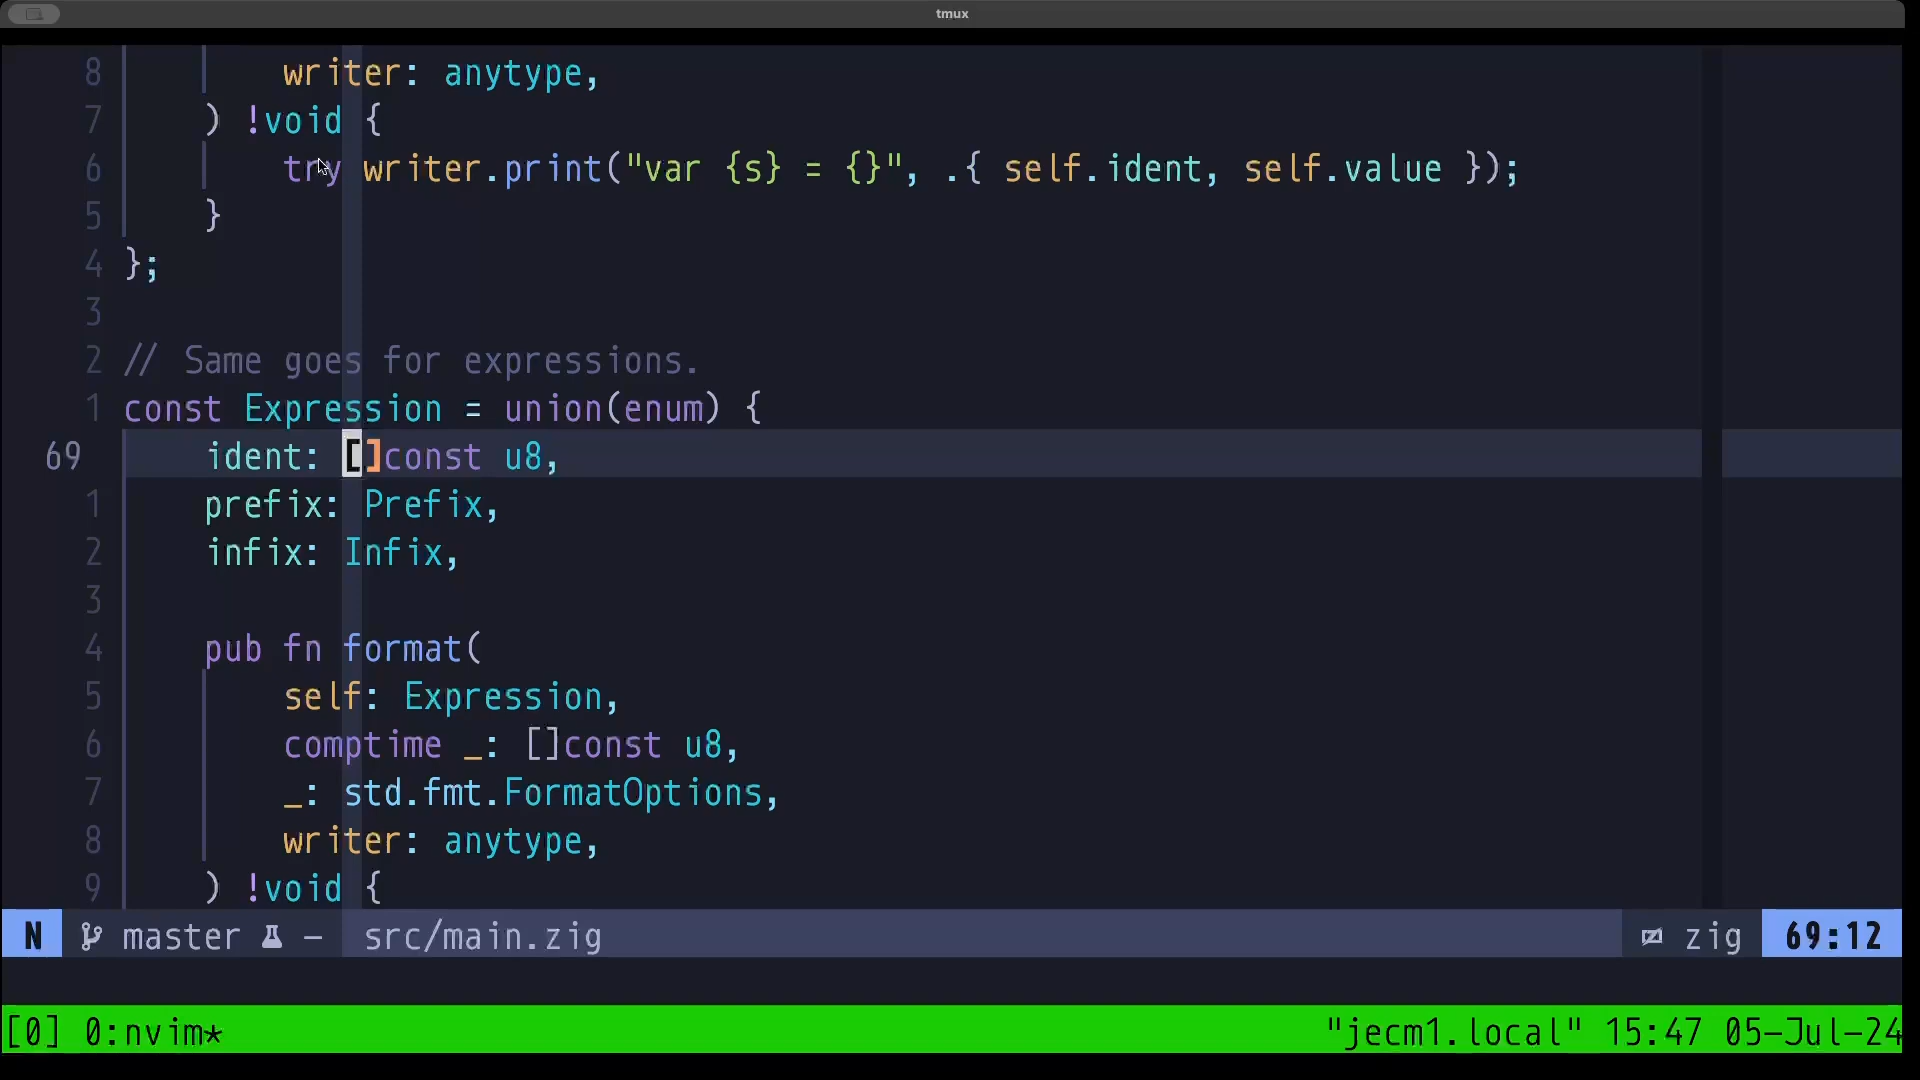 tmux
8 writer: anytype,
7 ) !void {
6 try writer.print("var {s} = {}", .{ self.ident, self.value });
5 }
4 };
3
2 // Same goes for expressions.
1 const Expression = union(enum) {
69 ident: []const u8,
1 prefix: Prefix,
2 infix: Infix,
3
4 pub fn format(
5 self: Expression,
6 comptime _: []const u8,
7 _: std.fmt.FormatOptions,
8 writer: anytype,
9 ) !void {
N master – src/main.zig zig 69:12
[0] 0:nvim* "jecm1.local" 15:47 05-Jul-24